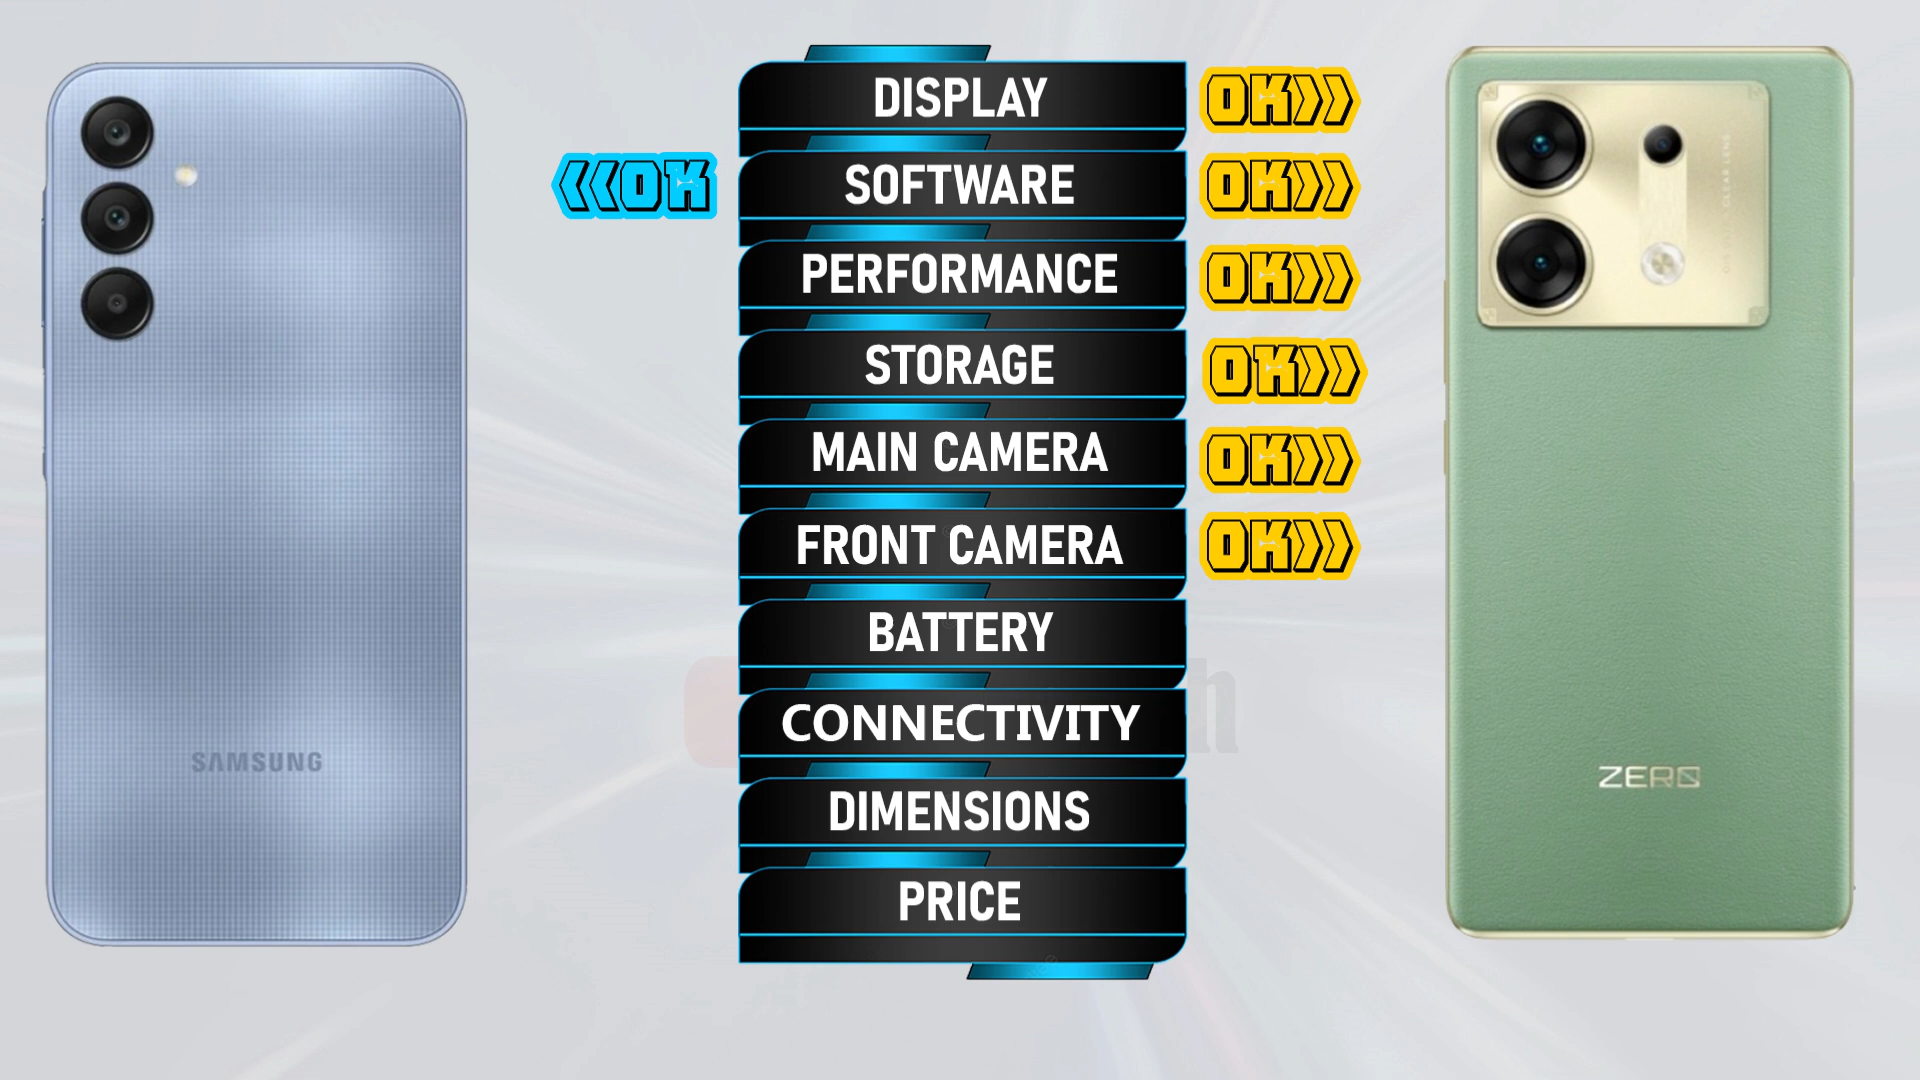 DISPLAY OK
OK SOFTWARE OK
PERFORMANCE OK
STORAGE OK
MAIN CAMERA OK
FRONT CAMERA OK
BATTERY
CONNECTIVITY
DIMENSIONS
PRICE
SAMSUNG
ZERO